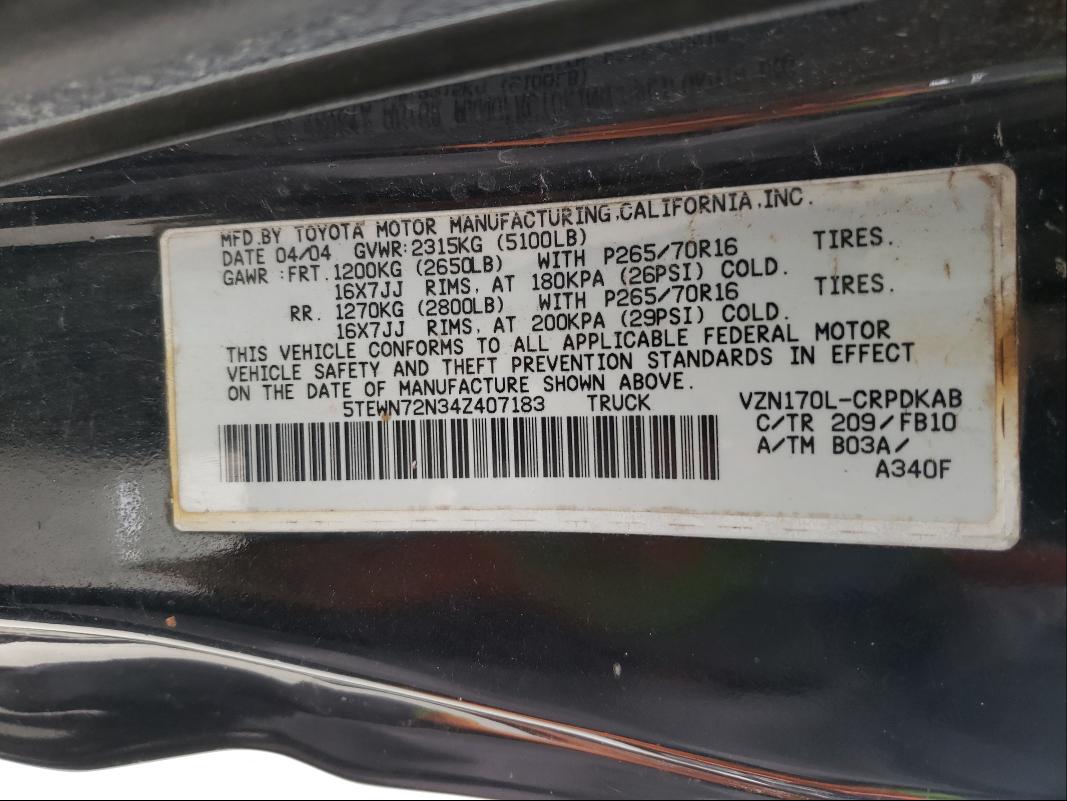 MFD.BY TOYOTA MOTOR MANUFACTURING,CALIFORNIA,INC.
DATE 04/04 GVWR:2315KG (5100LB)
GAWR :FRT. 1200KG (2650LB) WITH P265/70R16 TIRES.
16X7JJ RIMS, AT 180KPA (26PSI) COLD.
RR. 1270KG (2800LB) WITH P265/70R16 TIRES.
16X7JJ RIMS, AT 200KPA (29PSI) COLD.
THIS VEHICLE CONFORMS TO ALL APPLICABLE FEDERAL MOTOR
VEHICLE SAFETY AND THEFT PREVENTION STANDARDS IN EFFECT
ON THE DATE OF MANUFACTURE SHOWN ABOVE.
5TEWN72N34Z407183 TRUCK VZN170L-CRPDKAB
C/TR 209/FB10
A/TM B03A/
A340F